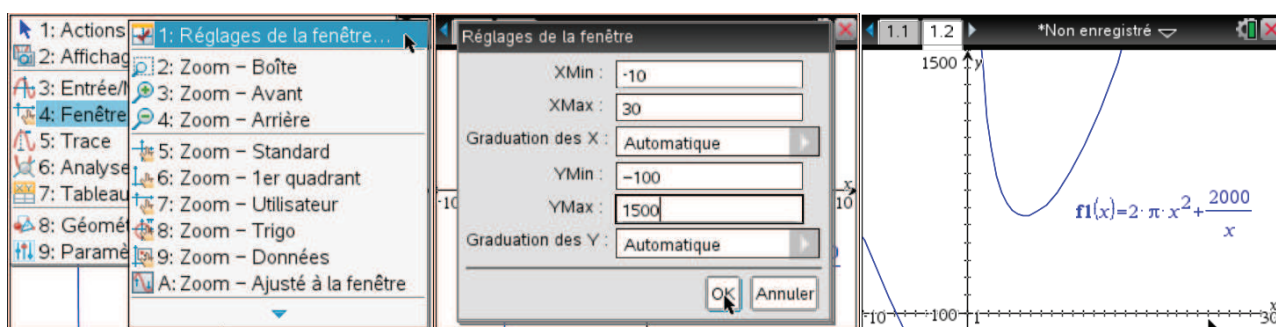 1: Actions
2: Affichag
3: Entrée/
4: Fenêtre
5: Trace
6: Analyse
7: Tableau
8: Géomét
9: Paramè
1: Réglages de la fenêtre...
2: Zoom – Boîte
3: Zoom – Avant
4: Zoom – Arrière
5: Zoom – Standard
6: Zoom – 1er quadrant
7: Zoom – Utilisateur
8: Zoom – Trigo
9: Zoom – Données
A: Zoom – Ajusté à la fenêtre
Réglages de la fenêtre
XMin : -10
XMax : 30
Graduation des X : Automatique
YMin : −100
YMax : 1500
Graduation des Y : Automatique
OK Annuler
-10
x
10
1.1 1.2 *Non enregistré
1500 y
f1(x)=2·π·x²+2000/x
-10 -100 1 30 x